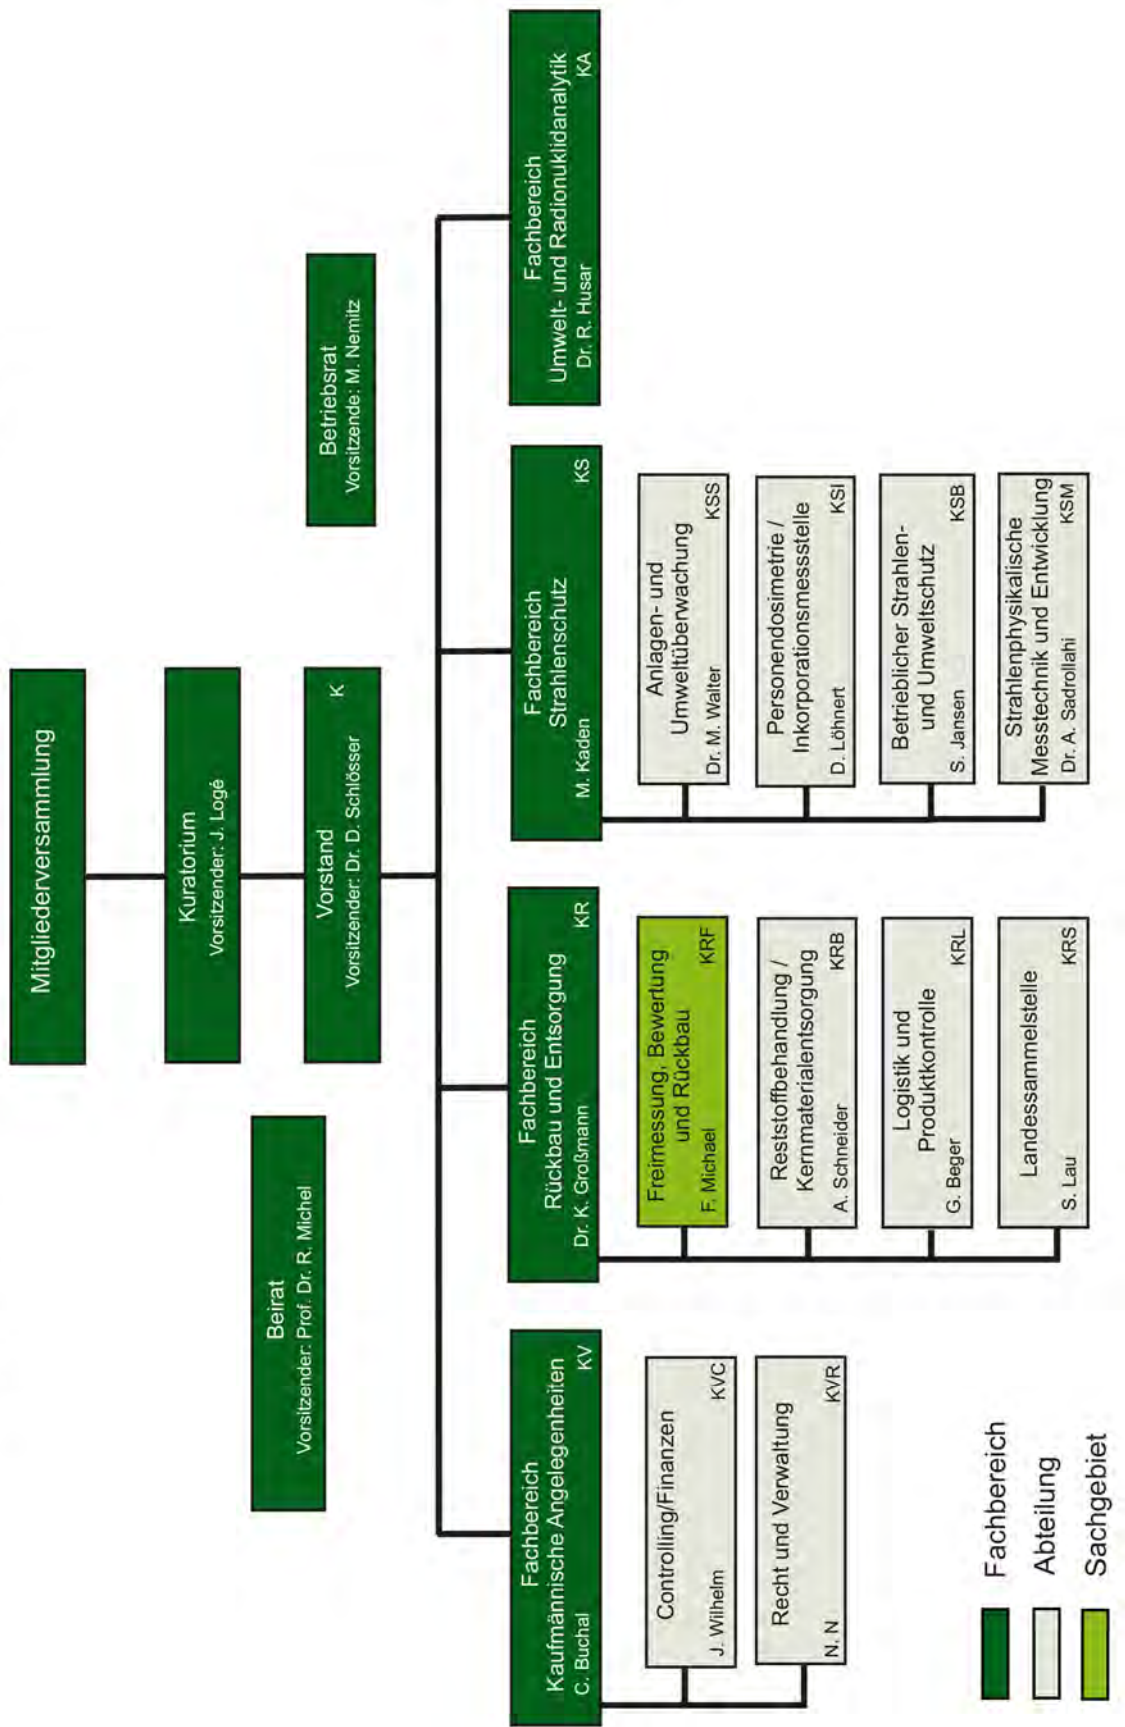 Mitgliederversammlung
Kuratorium
Vorsitzender: J. Logé
Vorstand
Vorsitzender: Dr. D. Schlösser
K
Beirat
Vorsitzender: Prof. Dr. R. Michel
Betriebsrat
Vorsitzende: M. Nemitz
Fachbereich
Kaufmännische Angelegenheiten
C. Buchal KV
Controlling/Finanzen
J. Wilhelm KVC
Recht und Verwaltung
N. N KVR
Fachbereich
Rückbau und Entsorgung
Dr. K. Großmann KR
Freimessung, Bewertung
und Rückbau
F. Michael KRF
Reststoffbehandlung /
Kernmaterialentsorgung
A. Schneider KRB
Logistik und
Produktkontrolle
G. Beger KRL
Landessammelstelle
S. Lau KRS
Fachbereich
Strahlenschutz
M. Kaden KS
Anlagen- und
Umweltüberwachung
Dr. M. Walter KSS
Personendosimetrie /
Inkorporationsmessstelle
D. Löhnert KSI
Betrieblicher Strahlen-
und Umweltschutz
S. Jansen KSB
Strahlenphysikalische
Messtechnik und Entwicklung
Dr. A. Sadrollahi KSM
Fachbereich
Umwelt- und Radionuklidanalytik
Dr. R. Husar KA
Fachbereich
Abteilung
Sachgebiet